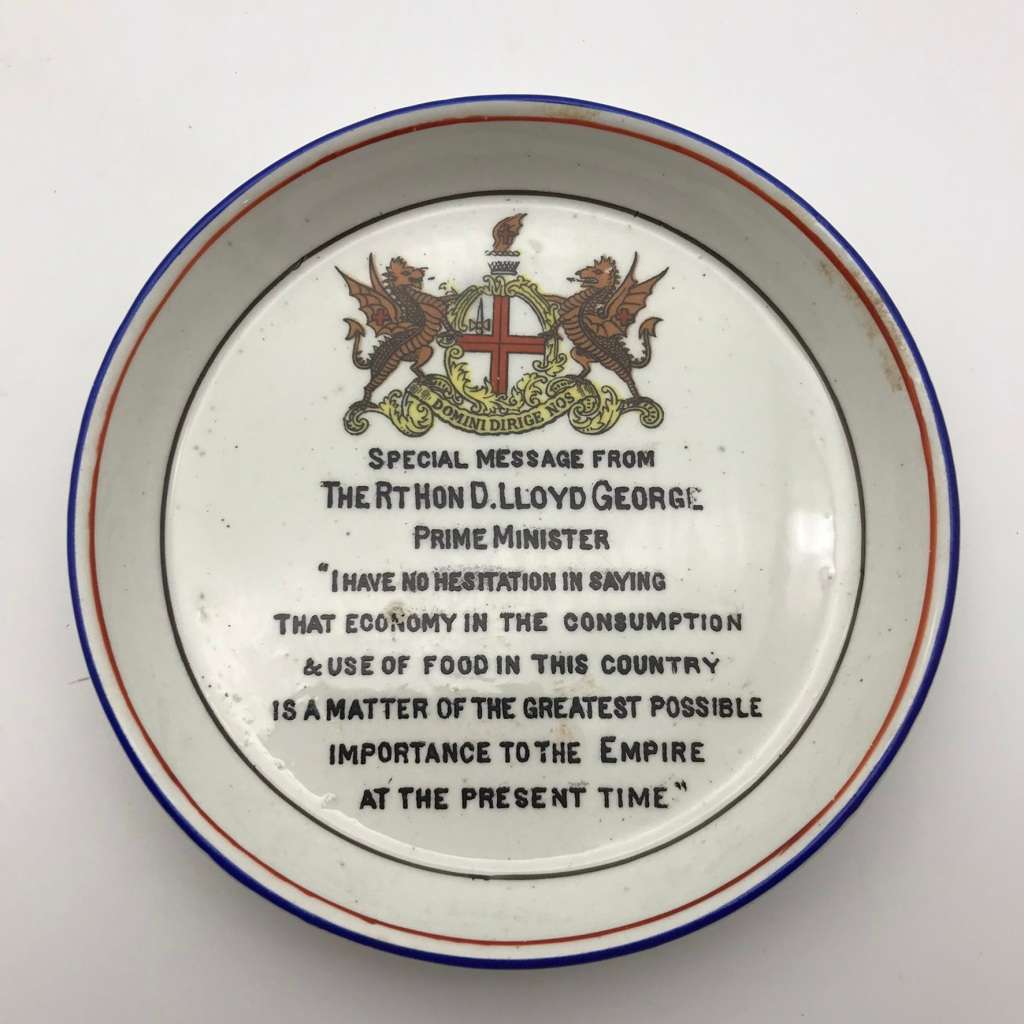 DOMINI DIRIGE NOS
SPECIAL MESSAGE FROM
THE RT HON D. LLOYD GEORGE
PRIME MINISTER
"I HAVE NO HESITATION IN SAYING
THAT ECONOMY IN THE CONSUMPTION
& USE OF FOOD IN THIS COUNTRY
IS A MATTER OF THE GREATEST POSSIBLE
IMPORTANCE TO THE EMPIRE
AT THE PRESENT TIME"